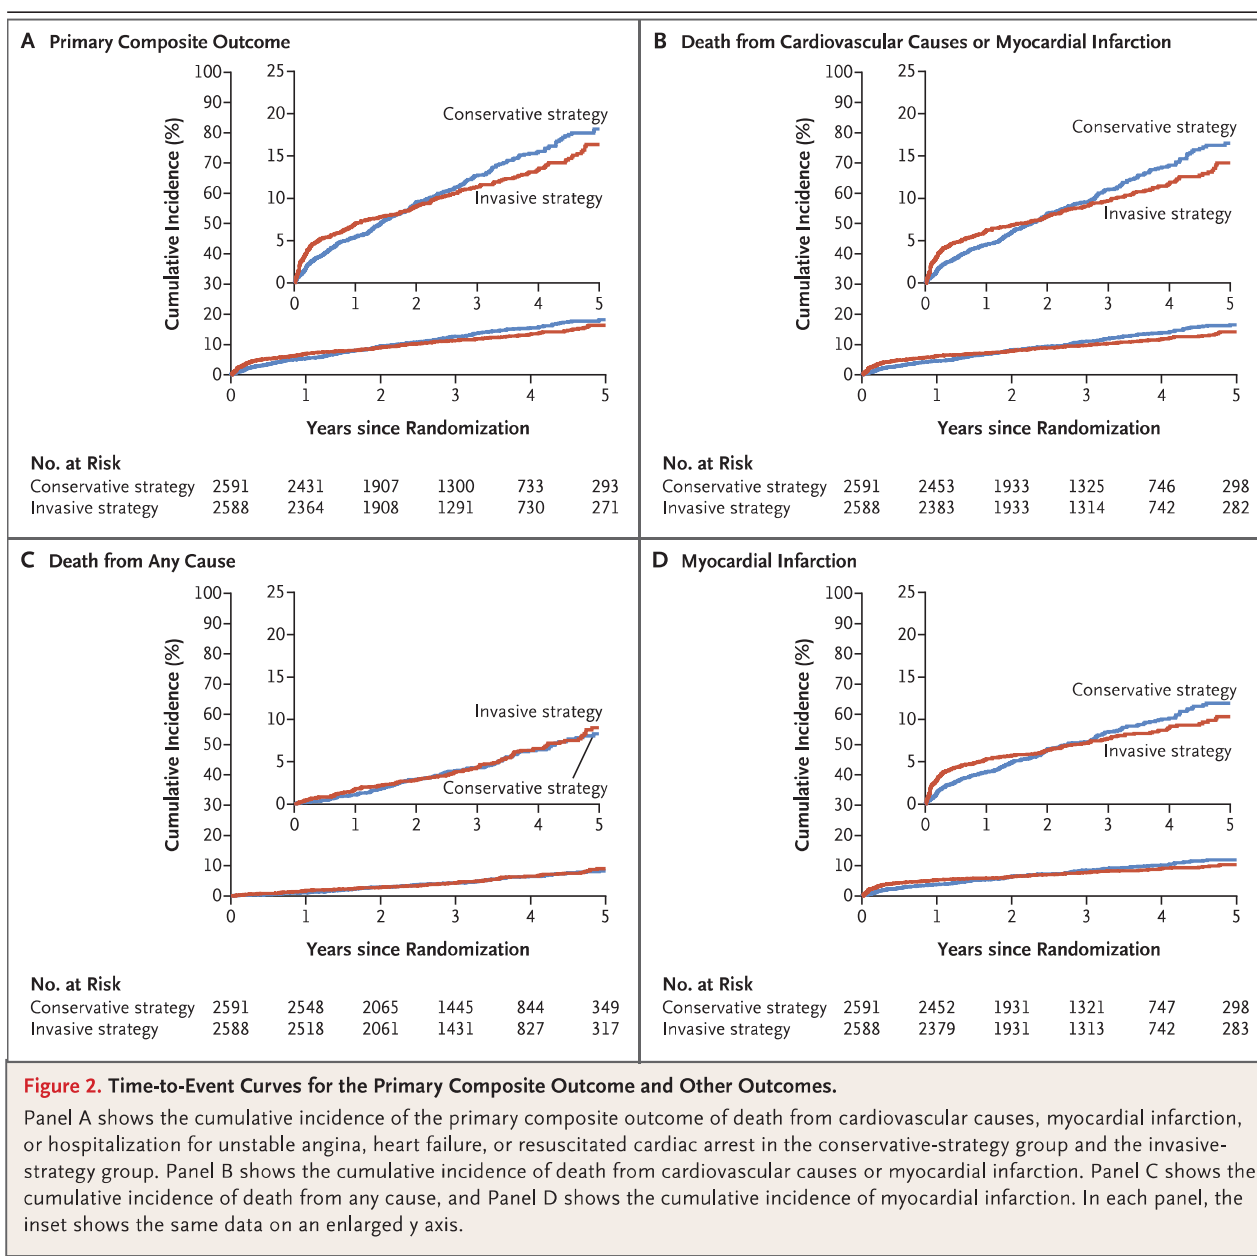 A Primary Composite Outcome
Cumulative Incidence (%)
100
90
80
70
60
50
40
30
20
10
0
25
20
15
10
5
0
Conservative strategy
Invasive strategy
0 1 2 3 4 5
0 1 2 3 4 5
Years since Randomization
No. at Risk
Conservative strategy 2591 2431 1907 1300 733 293
Invasive strategy 2588 2364 1908 1291 730 271
B Death from Cardiovascular Causes or Myocardial Infarction
Cumulative Incidence (%)
100
90
80
70
60
50
40
30
20
10
0
25
20
15
10
5
0
Conservative strategy
Invasive strategy
0 1 2 3 4 5
0 1 2 3 4 5
Years since Randomization
No. at Risk
Conservative strategy 2591 2453 1933 1325 746 298
Invasive strategy 2588 2383 1933 1314 742 282
C Death from Any Cause
Cumulative Incidence (%)
100
90
80
70
60
50
40
30
20
10
0
25
20
15
10
5
0
Invasive strategy
Conservative strategy
0 1 2 3 4 5
0 1 2 3 4 5
Years since Randomization
No. at Risk
Conservative strategy 2591 2548 2065 1445 844 349
Invasive strategy 2588 2518 2061 1431 827 317
D Myocardial Infarction
Cumulative Incidence (%)
100
90
80
70
60
50
40
30
20
10
0
25
20
15
10
5
0
Conservative strategy
Invasive strategy
0 1 2 3 4 5
0 1 2 3 4 5
Years since Randomization
No. at Risk
Conservative strategy 2591 2452 1931 1321 747 298
Invasive strategy 2588 2379 1931 1313 742 283
Figure 2. Time-to-Event Curves for the Primary Composite Outcome and Other Outcomes.
Panel A shows the cumulative incidence of the primary composite outcome of death from cardiovascular causes, myocardial infarction,
or hospitalization for unstable angina, heart failure, or resuscitated cardiac arrest in the conservative-strategy group and the invasive-
strategy group. Panel B shows the cumulative incidence of death from cardiovascular causes or myocardial infarction. Panel C shows the
cumulative incidence of death from any cause, and Panel D shows the cumulative incidence of myocardial infarction. In each panel, the
inset shows the same data on an enlarged y axis.